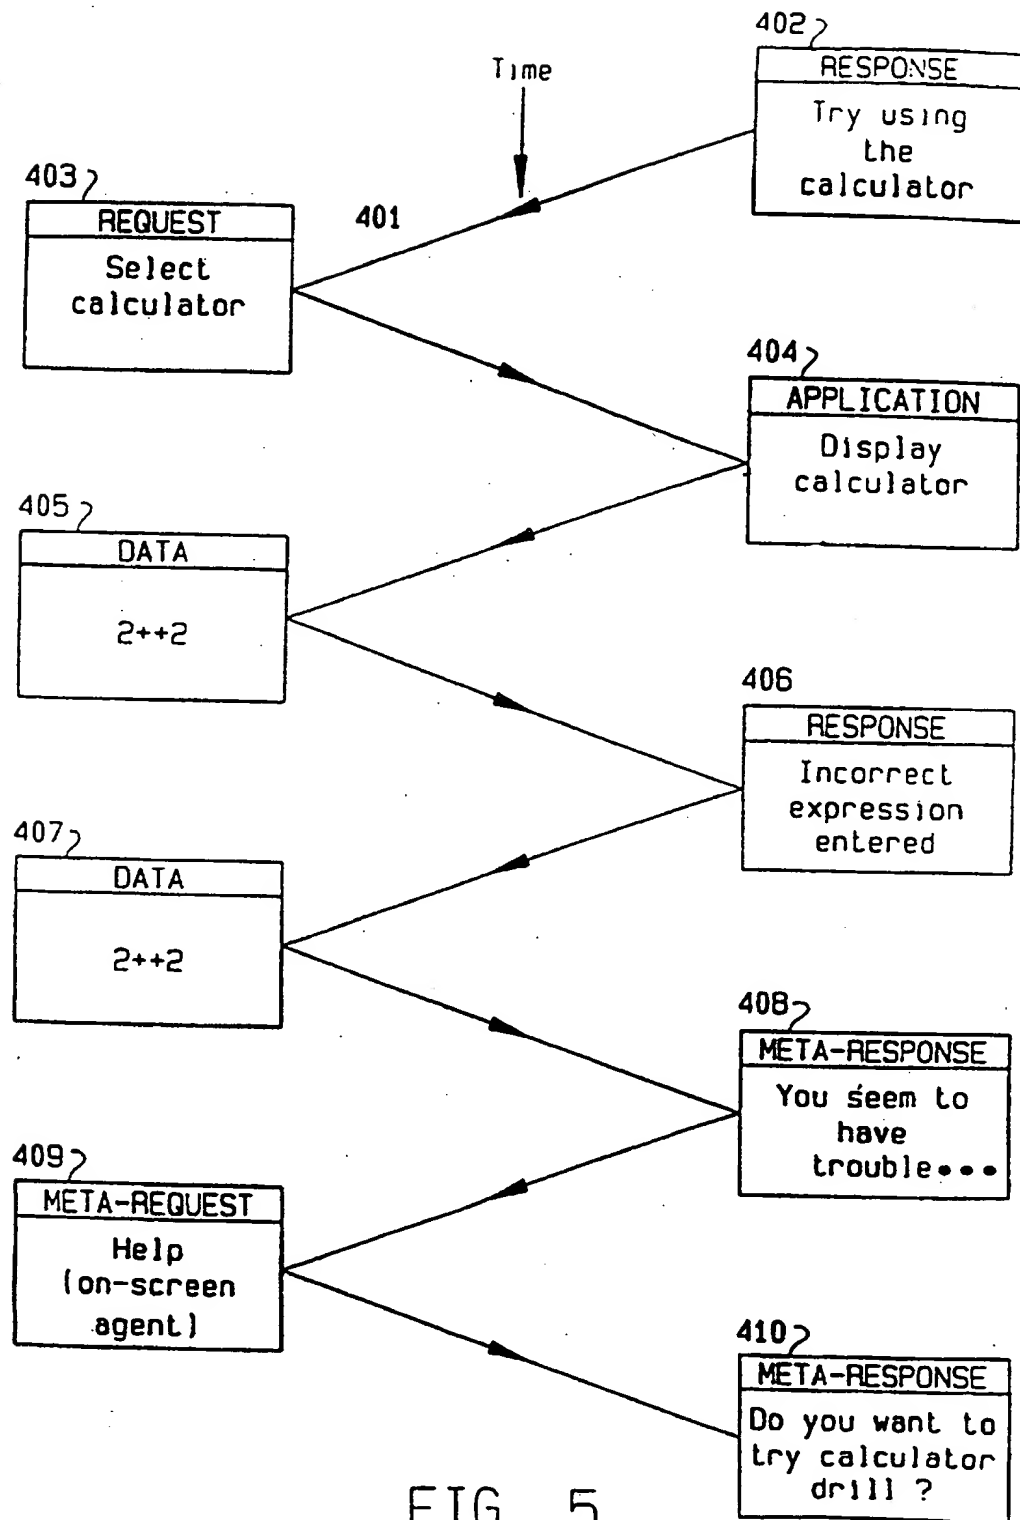 402
RESPONSE
Try using
the
calculator
Time
403
REQUEST
Select
calculator
401
404
APPLICATION
Display
calculator
405
DATA
2++2
406
RESPONSE
Incorrect
expression
entered
407
DATA
2++2
408
META-RESPONSE
You seem to
have
trouble•••
409
META-REQUEST
Help
(on-screen
agent)
410
META-RESPONSE
Do you want to
try calculator
drill ?
FIG. 5